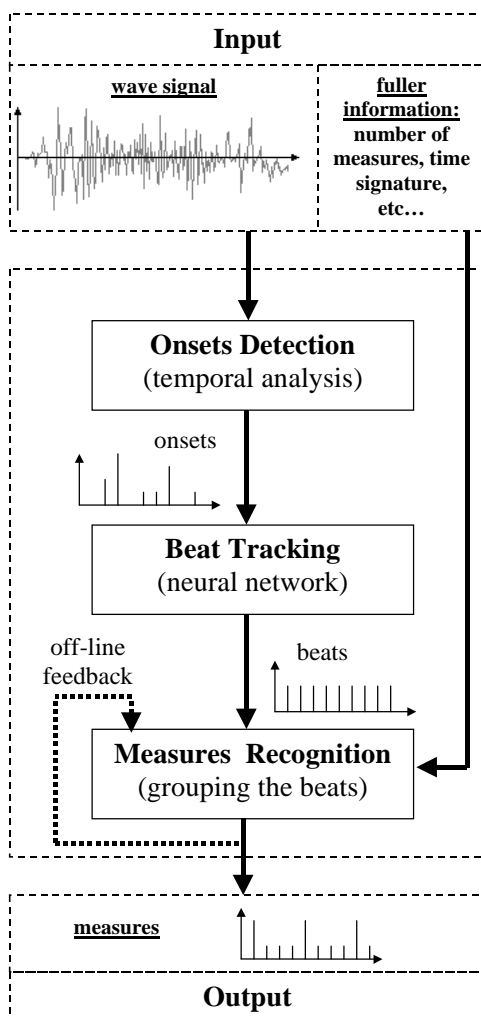 Input
wave signal
fuller
information:
number of
measures, time
signature,
etc…
Onsets Detection
(temporal analysis)
onsets
Beat Tracking
(neural network)
off-line
feedback
beats
Measures Recognition
(grouping the beats)
measures
Output